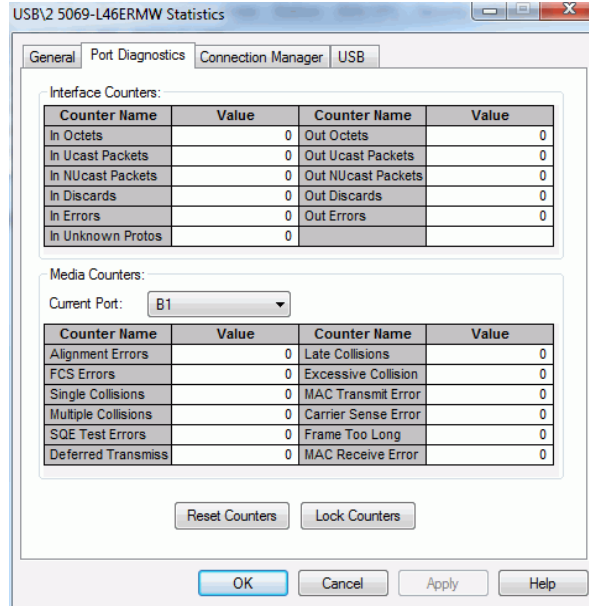 USB\2 5069-L46ERMW Statistics
General Port Diagnostics Connection Manager USB
Interface Counters:
Counter Name Value Counter Name Value
In Octets 0 Out Octets 0
In Ucast Packets 0 Out Ucast Packets 0
In NUcast Packets 0 Out NUcast Packets 0
In Discards 0 Out Discards 0
In Errors 0 Out Errors 0
In Unknown Protos 0
Media Counters:
Current Port: B1
Counter Name Value Counter Name Value
Alignment Errors 0 Late Collisions 0
FCS Errors 0 Excessive Collision 0
Single Collisions 0 MAC Transmit Error 0
Multiple Collisions 0 Carrier Sense Error 0
SQE Test Errors 0 Frame Too Long 0
Deferred Transmiss 0 MAC Receive Error 0
Reset Counters Lock Counters
OK Cancel Apply Help